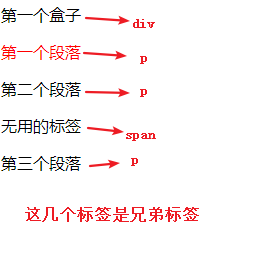 第一个盒子 div
第一个段落 p
第二个段落 p
无用的标签 span
第三个段落 p
这几个标签是兄弟标签